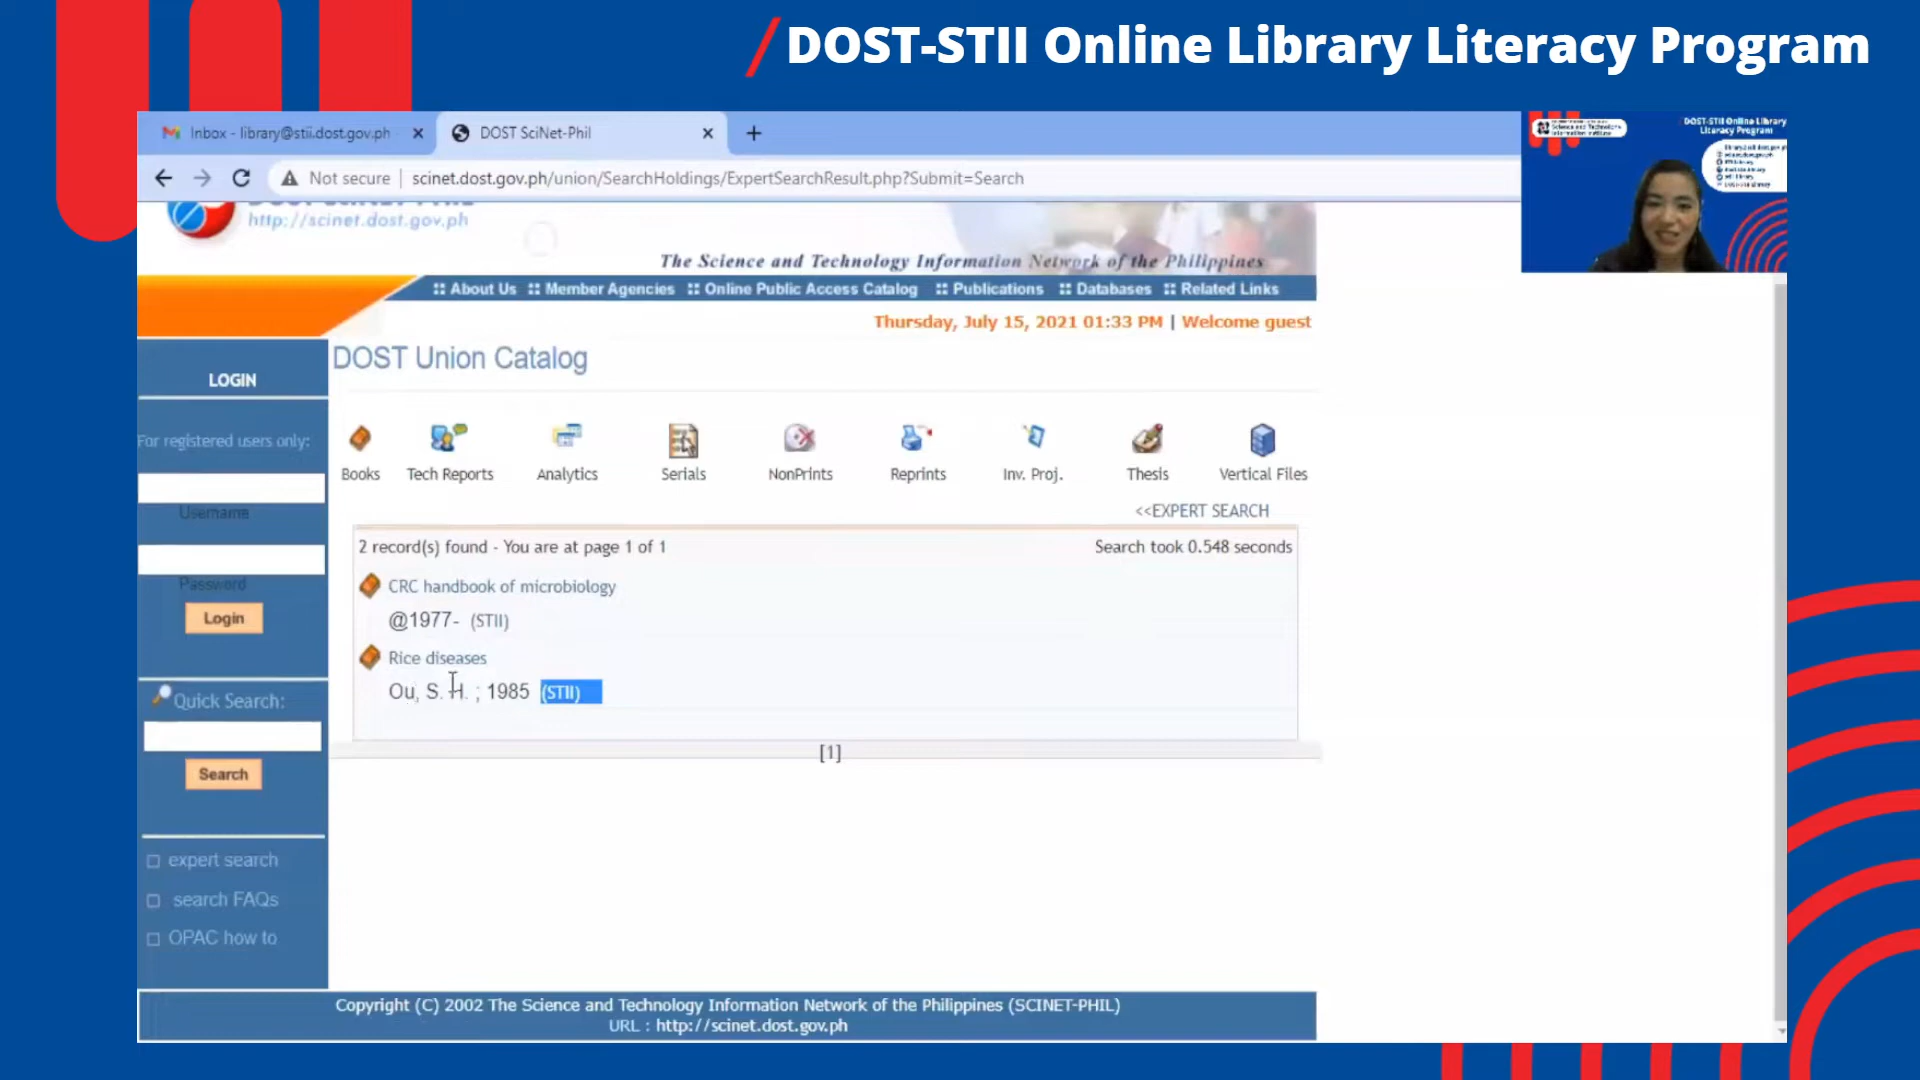 DOST-STII Online Library Literacy Program
Inbox - library@stii.dost.gov.ph
DOST SciNet-Phil
Not secure
scinet.dost.gov.ph/union/SearchHoldings/ExpertSearchResult.php?Submit=Search
DOST-STII Online Library
Literacy Program
Science and Technology
Information Institute
http://scinet.dost.gov.ph
The Science and Technology Information Network of the Philippines
:: About Us :: Member Agencies :: Online Public Access Catalog :: Publications :: Databases :: Related Links
Thursday, July 15, 2021 01:33 PM | Welcome guest
LOGIN
For registered users only:
Username
Password
Login
Quick Search:
Search
expert search
search FAQs
OPAC how to
DOST Union Catalog
Books
Tech Reports
Analytics
Serials
NonPrints
Reprints
Inv. Proj.
Thesis
Vertical Files
<<EXPERT SEARCH
2 record(s) found - You are at page 1 of 1
Search took 0.548 seconds
CRC handbook of microbiology
@1977- (STII)
Rice diseases
Ou, S. H. ; 1985 (STII)
[1]
Copyright (C) 2002 The Science and Technology Information Network of the Philippines (SCINET-PHIL)
URL : http://scinet.dost.gov.ph